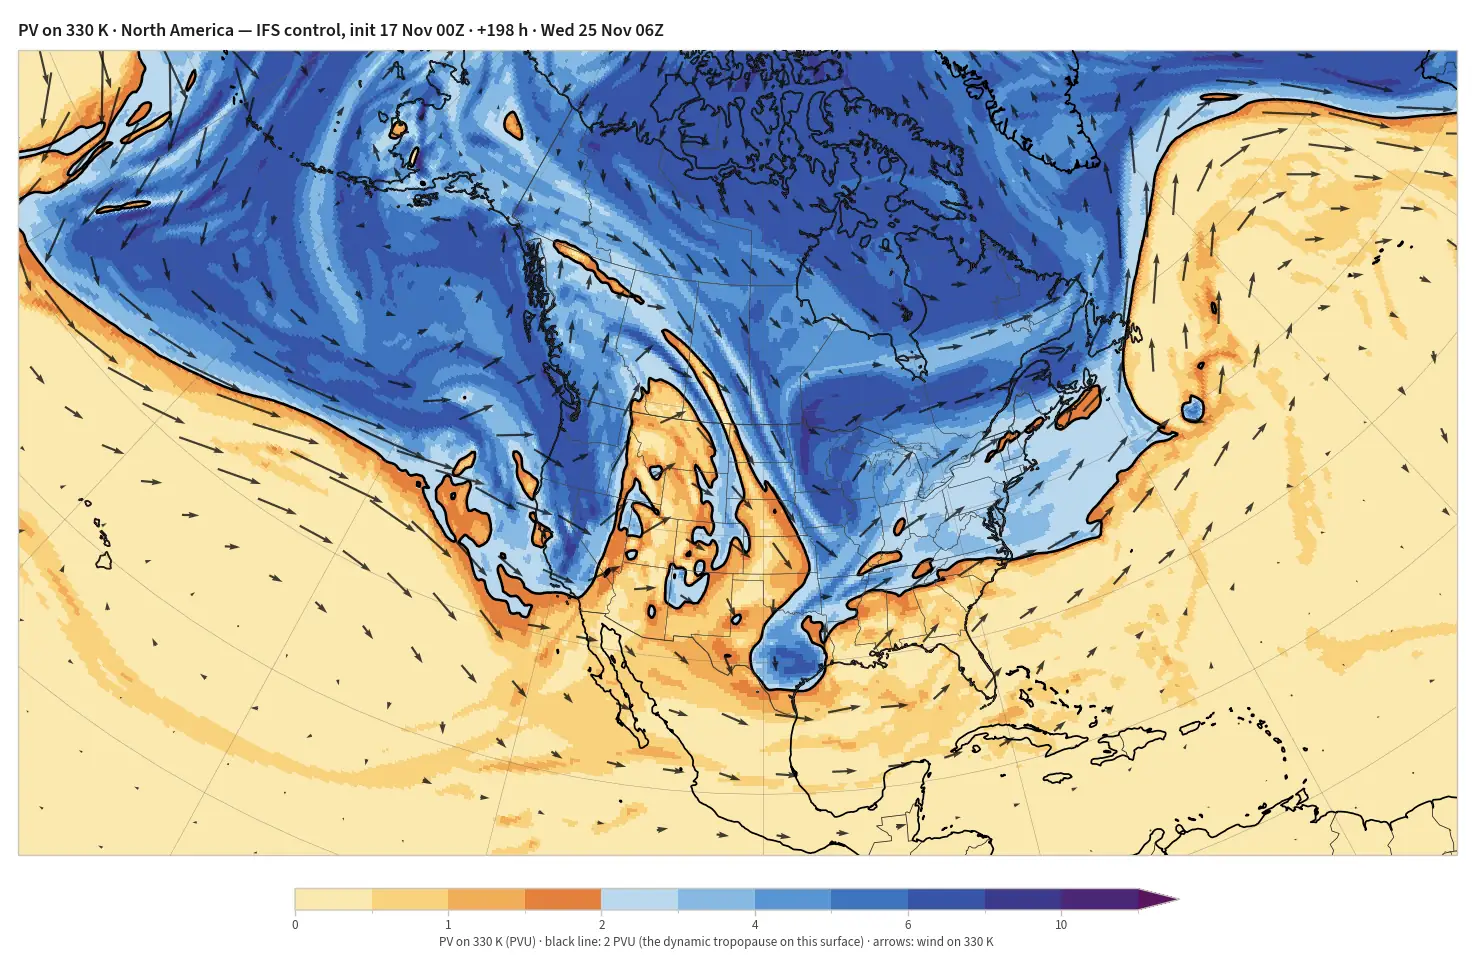 PV on 330 K · North America — IFS control, init 17 Nov 00Z · +198 h · Wed 25 Nov 06Z
0 1 2 4 6 10
PV on 330 K (PVU) · black line: 2 PVU (the dynamic tropopause on this surface) · arrows: wind on 330 K